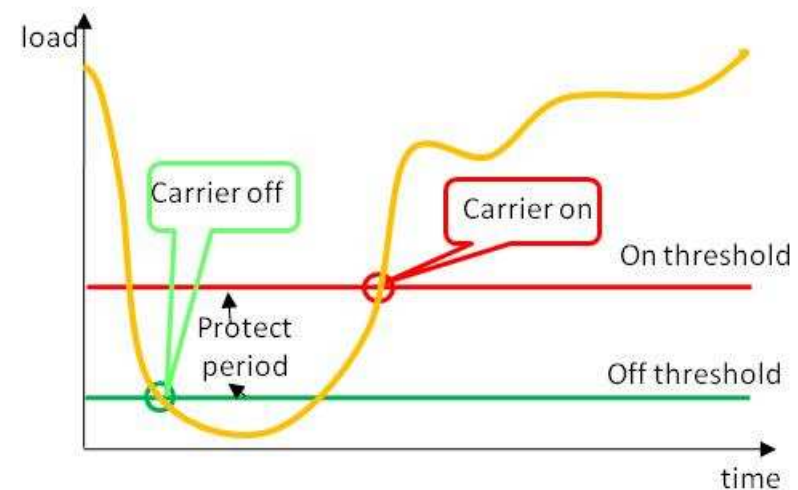 load
Carrier off
Carrier on
On threshold
Protect
period
Off threshold
time